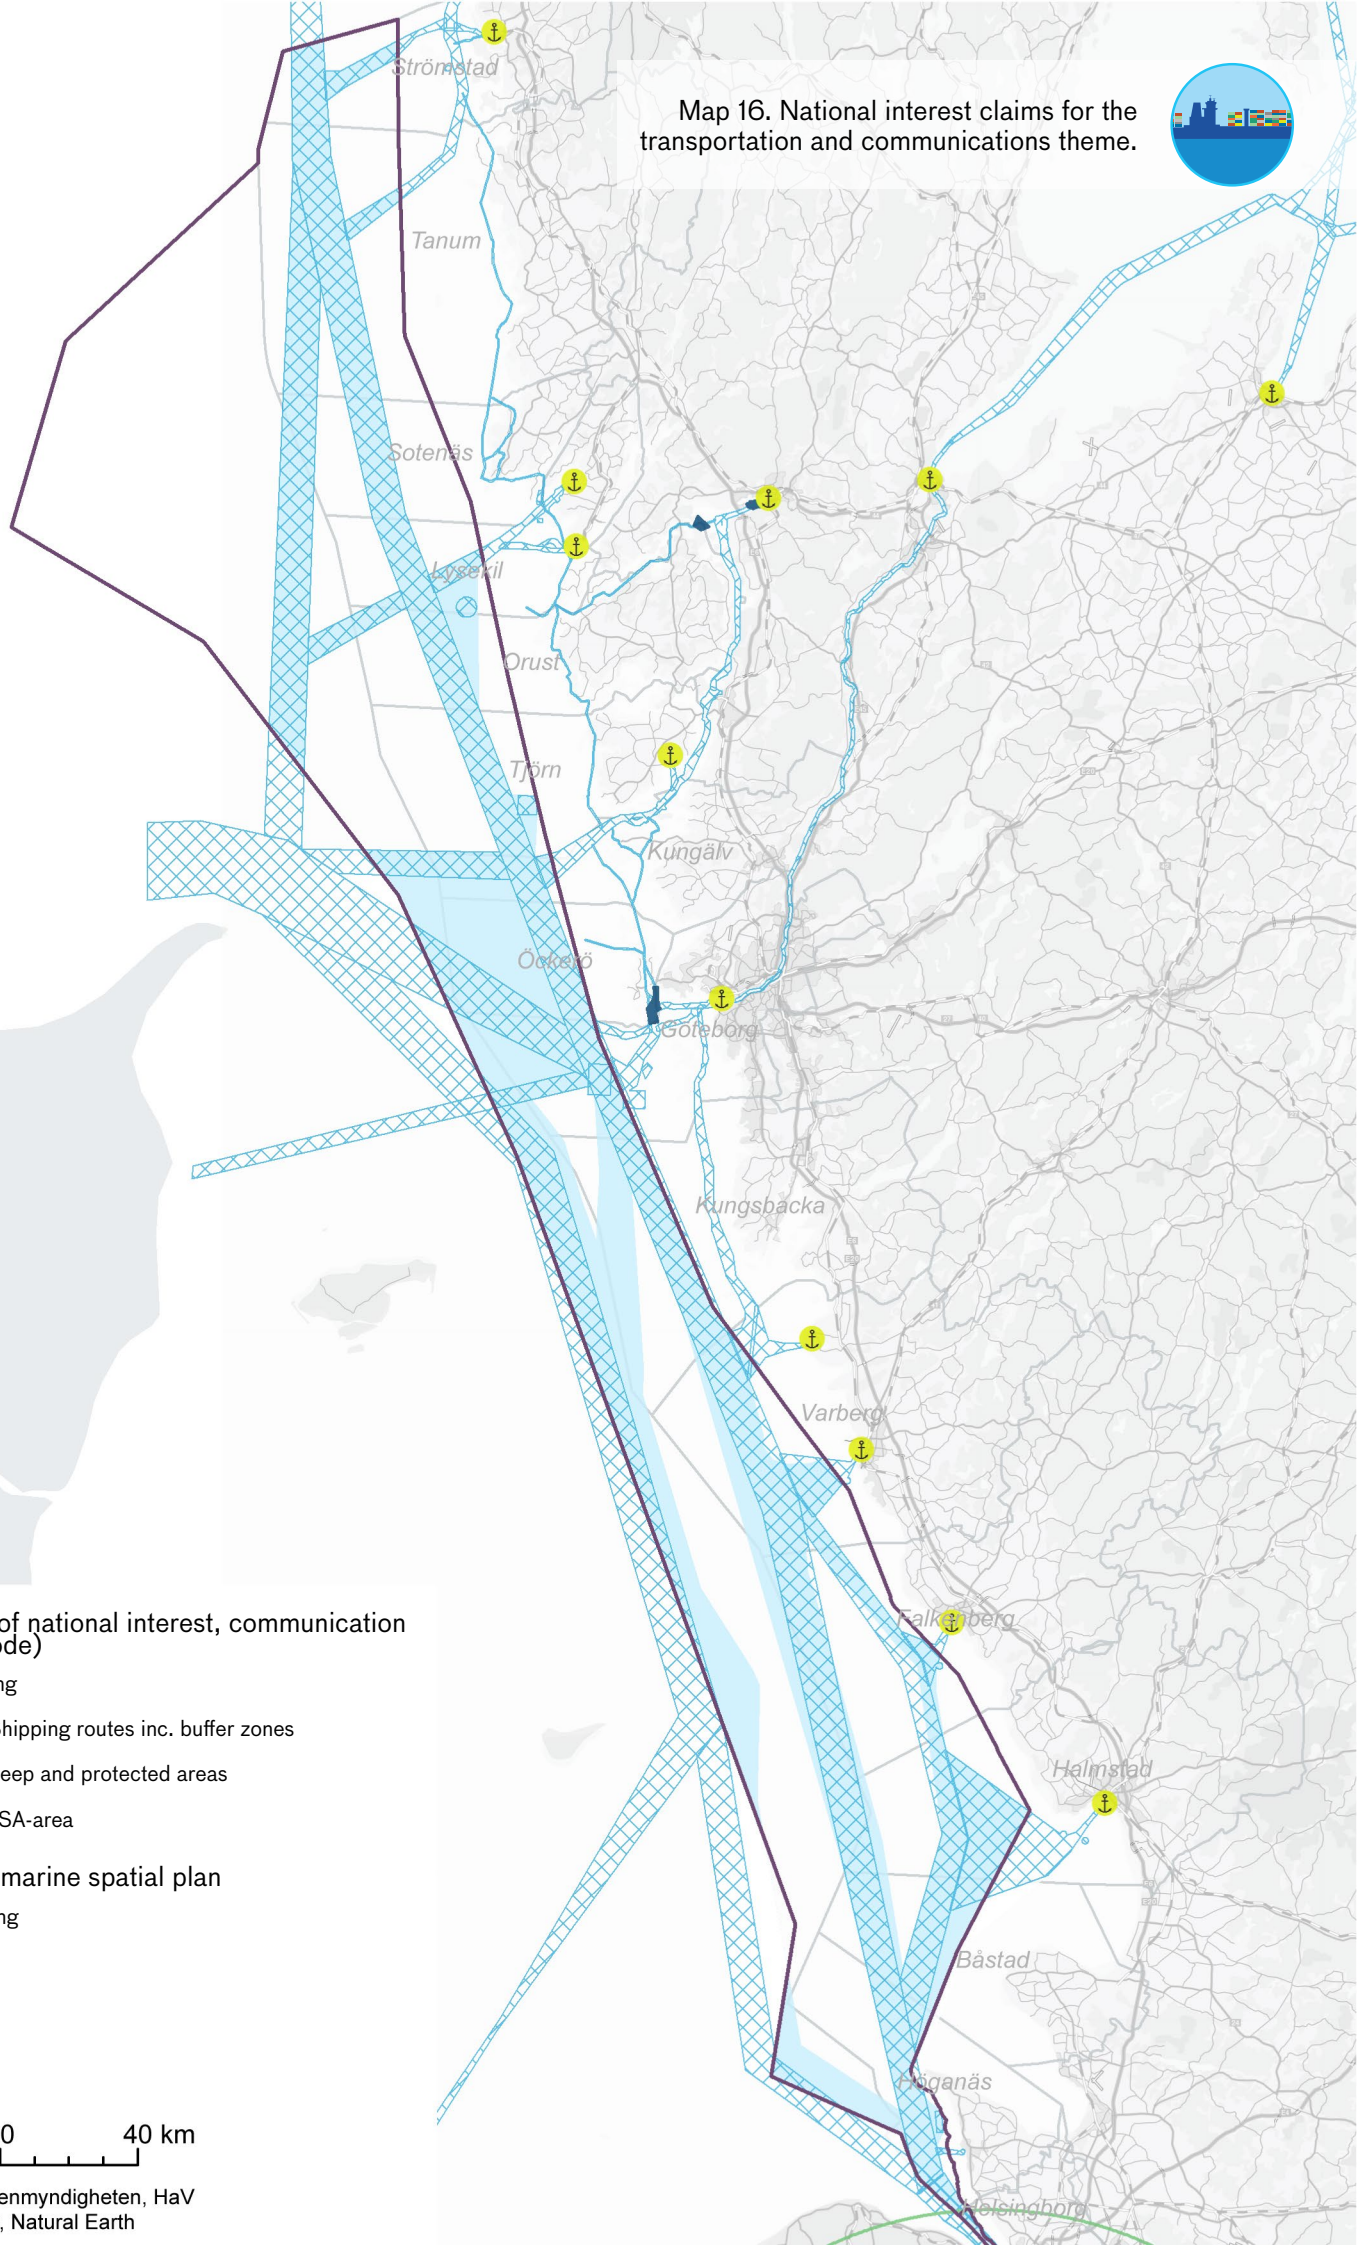 Map 16. National interest claims for the
transportation and communications theme.
Strömstad
Tanum
Sotenäs
Lysekil
Orust
Tjörn
Kungälv
Öckerö
Göteborg
Kungsbacka
Varberg
Falkenberg
Halmstad
Båstad
Höganäs
Helsingborg
of national interest, communication
ode)
ng
Shipping routes inc. buffer zones
eep and protected areas
SA-area
marine spatial plan
ng
0 40 km
enmyndigheten, HaV
, Natural Earth